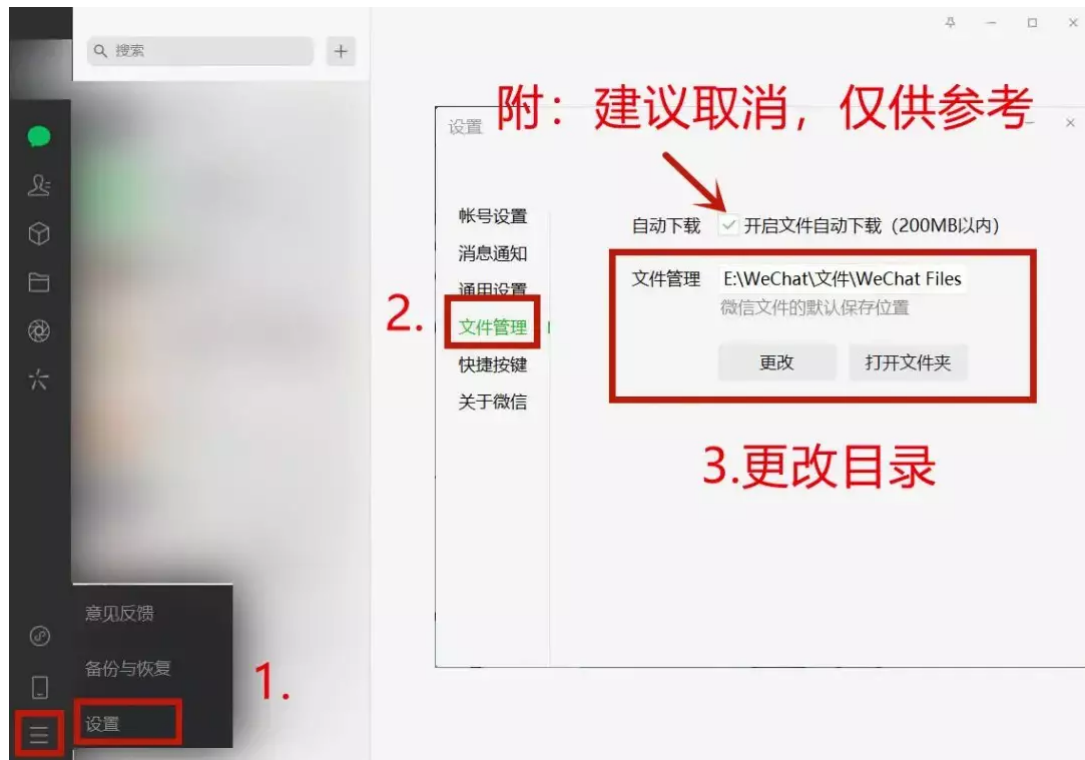 搜索
附：建议取消，仅供参考
设置
帐号设置
自动下载 开启文件自动下载（200MB以内）
消息通知
文件管理 E:\WeChat\文件\WeChat Files
通用设置
微信文件的默认保存位置
2.
文件管理
快捷按键
更改 打开文件夹
关于微信
3.更改目录
意见反馈
备份与恢复
1.
设置